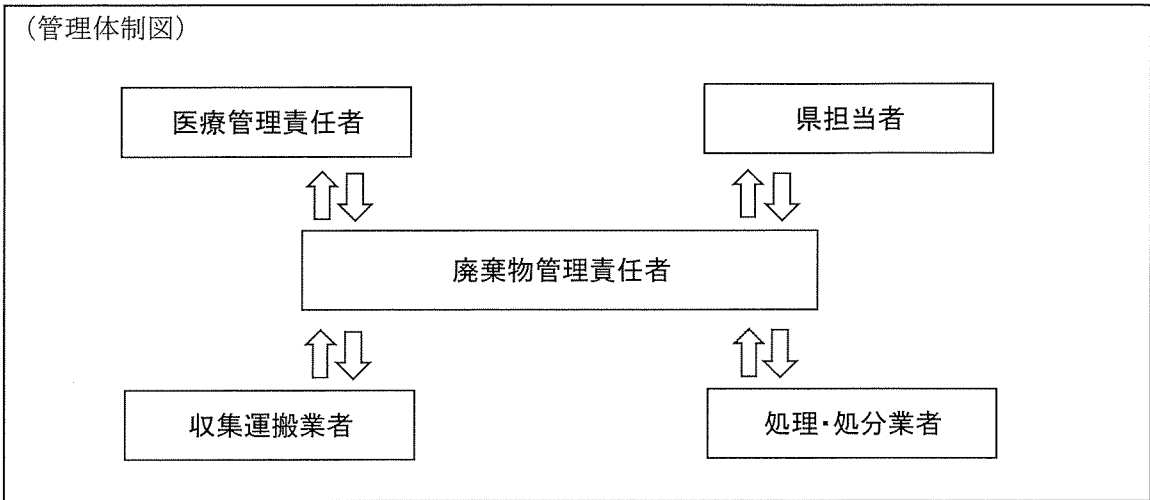 （管理体制図）
医療管理責任者
県担当者
廃棄物管理責任者
収集運搬業者
処理・処分業者